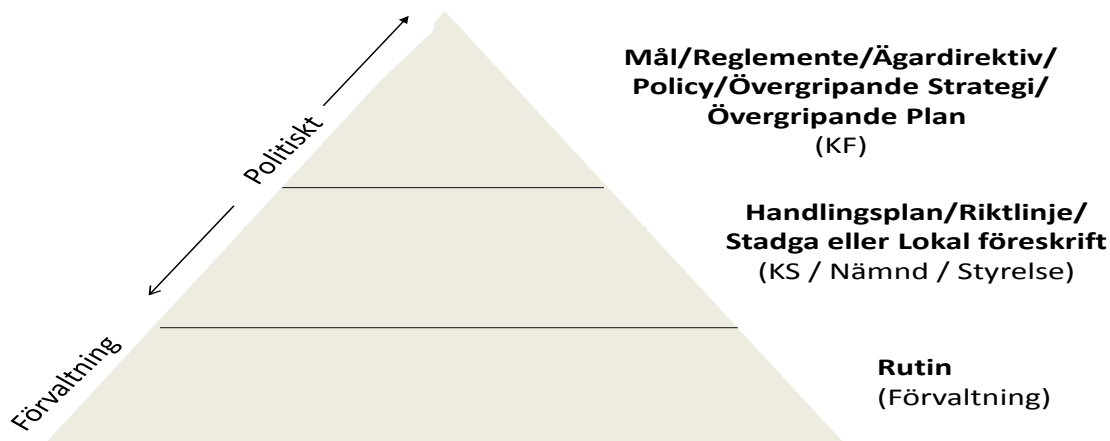 Mål/Reglemente/Ägardirektiv/
Policy/Övergripande Strategi/
Övergripande Plan
(KF)
Politiskt
Handlingsplan/Riktlinje/
Stadga eller Lokal föreskrift
(KS / Nämnd / Styrelse)
Förvaltning
Rutin
(Förvaltning)